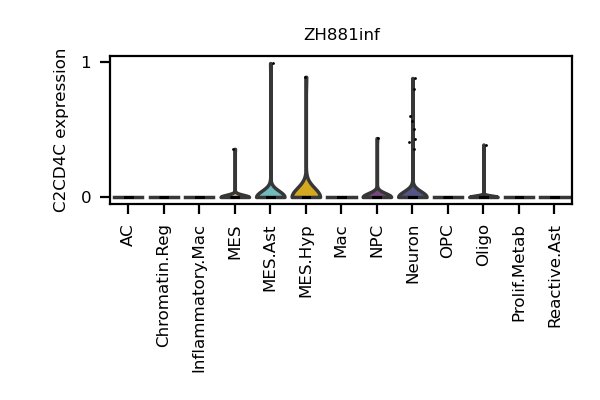 ZH881inf
C2CD4C expression
1
0
AC
Chromatin.Reg
Inflammatory.Mac
MES
MES.Ast
MES.Hyp
Mac
NPC
Neuron
OPC
Oligo
Prolif.Metab
Reactive.Ast